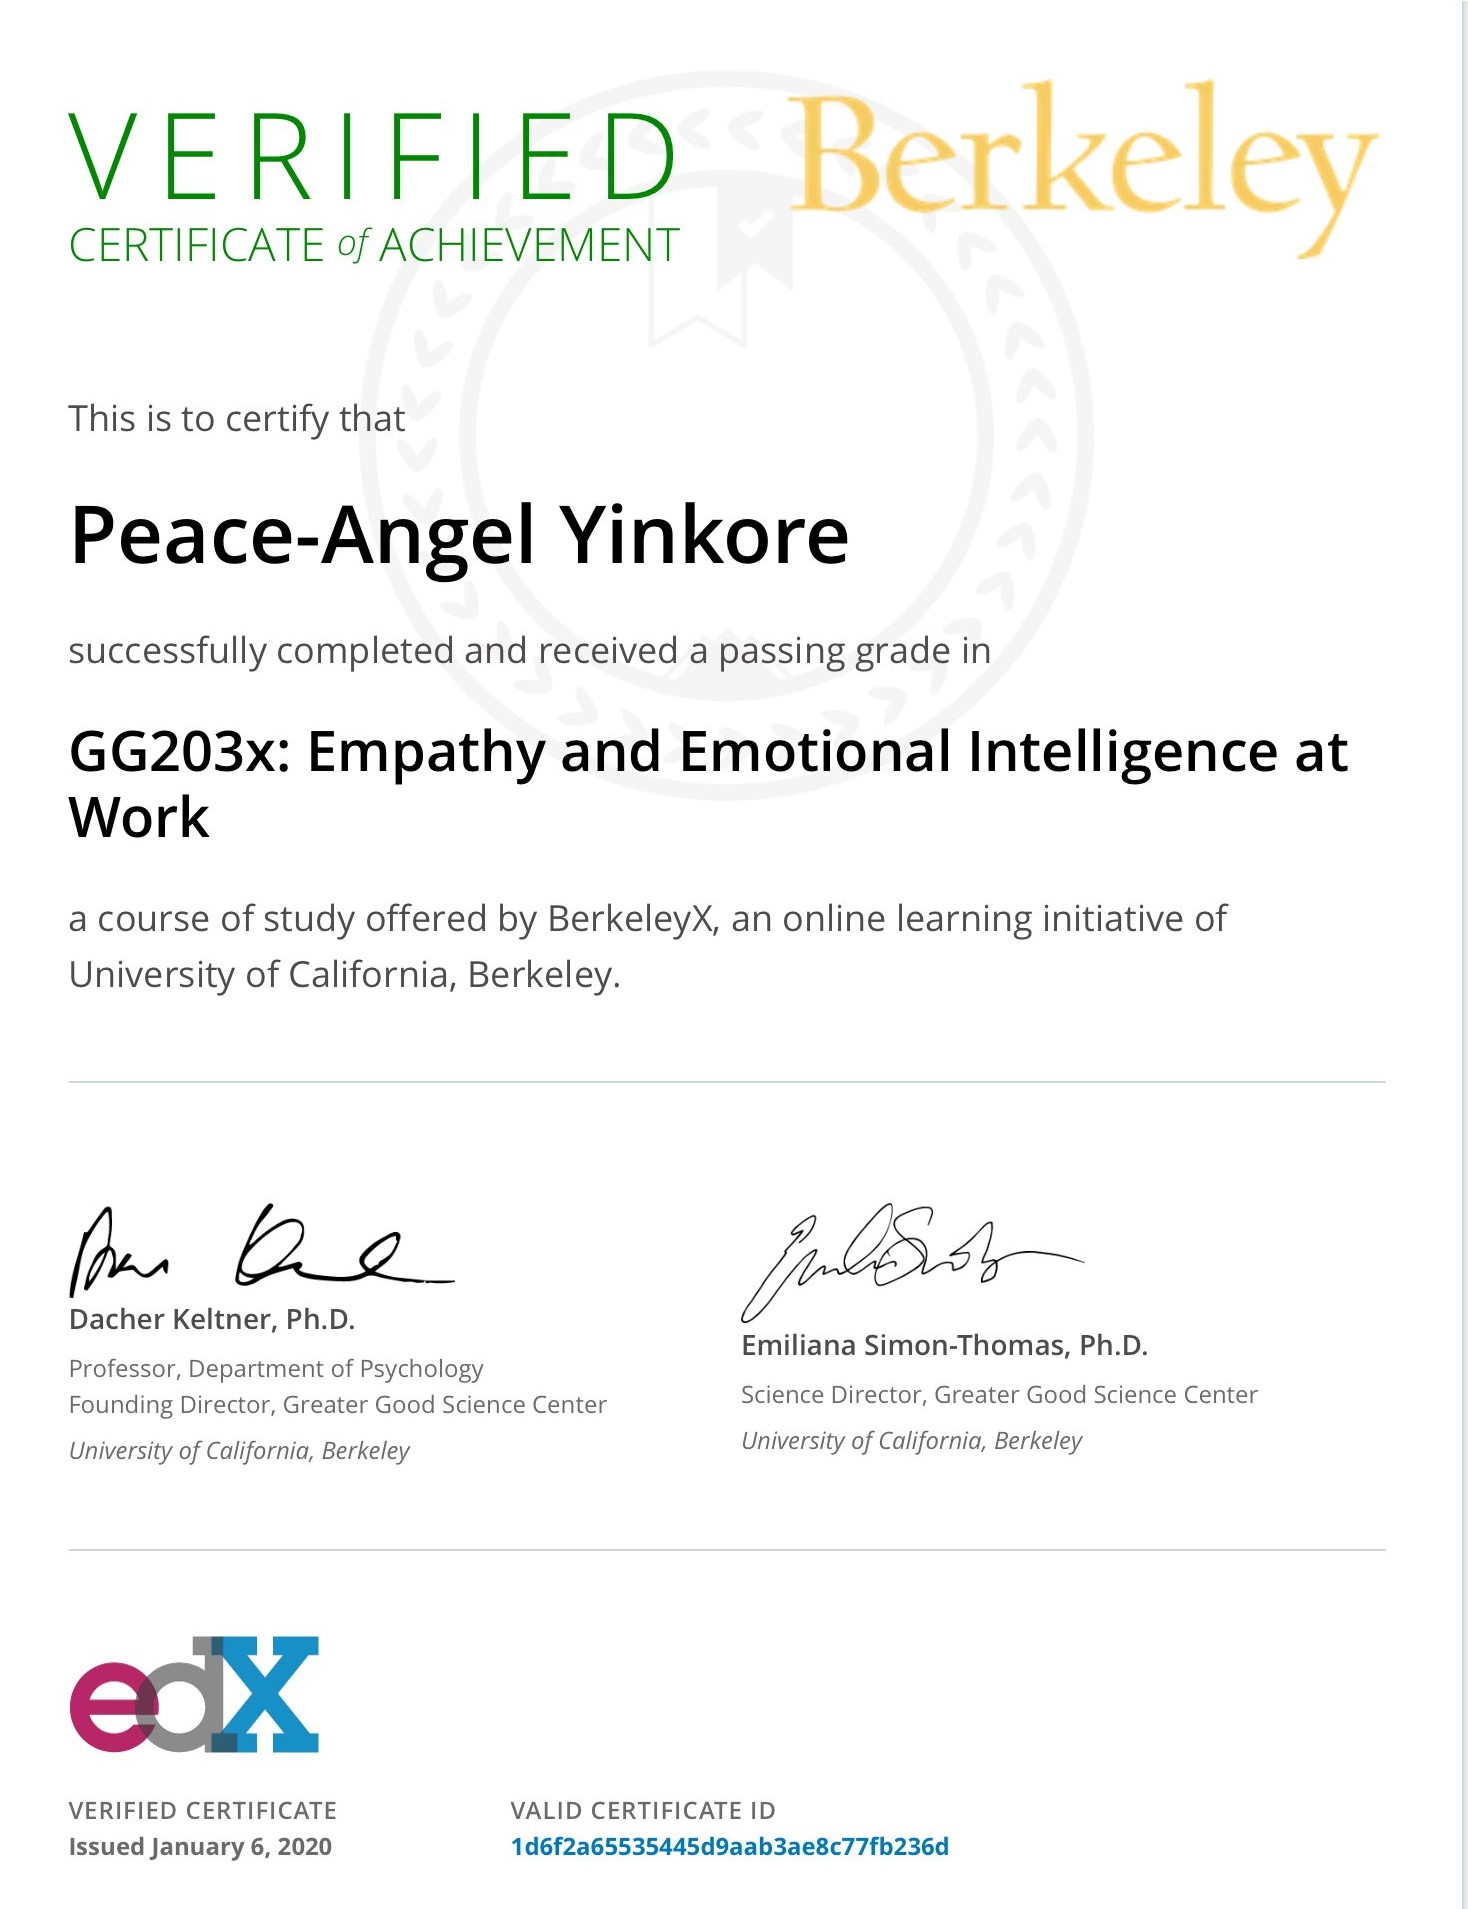 VERIFIED
CERTIFICATE of ACHIEVEMENT
Berkeley
This is to certify that
Peace-Angel Yinkore
successfully completed and received a passing grade in
GG203x: Empathy and Emotional Intelligence at
Work
a course of study offered by BerkeleyX, an online learning initiative of
University of California, Berkeley.
Dacher Keltner, Ph.D.
Professor, Department of Psychology
Founding Director, Greater Good Science Center
University of California, Berkeley
Emiliana Simon-Thomas, Ph.D.
Science Director, Greater Good Science Center
University of California, Berkeley
edX
VERIFIED CERTIFICATE
Issued January 6, 2020
VALID CERTIFICATE ID
1d6f2a65535445d9aab3ae8c77fb236d